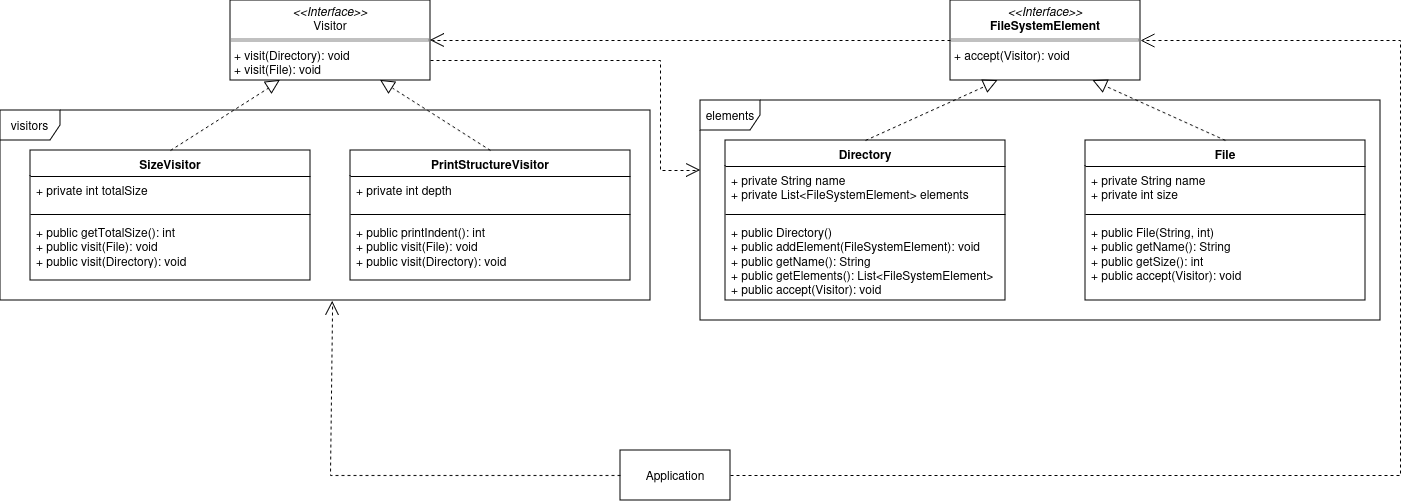 <<Interface>>
Visitor
+ visit(Directory): void
+ visit(File): void
<<Interface>>
FileSystemElement
+ accept(Visitor): void
visitors
SizeVisitor
+ private int totalSize
+ public getTotalSize(): int
+ public visit(File): void
+ public visit(Directory): void
PrintStructureVisitor
+ private int depth
+ public printIndent(): int
+ public visit(File): void
+ public visit(Directory): void
elements
Directory
+ private String name
+ private List<FileSystemElement> elements
+ public Directory()
+ public addElement(FileSystemElement): void
+ public getName(): String
+ public getElements(): List<FileSystemElement>
+ public accept(Visitor): void
File
+ private String name
+ private int size
+ public File(String, int)
+ public getName(): String
+ public getSize(): int
+ public accept(Visitor): void
Application